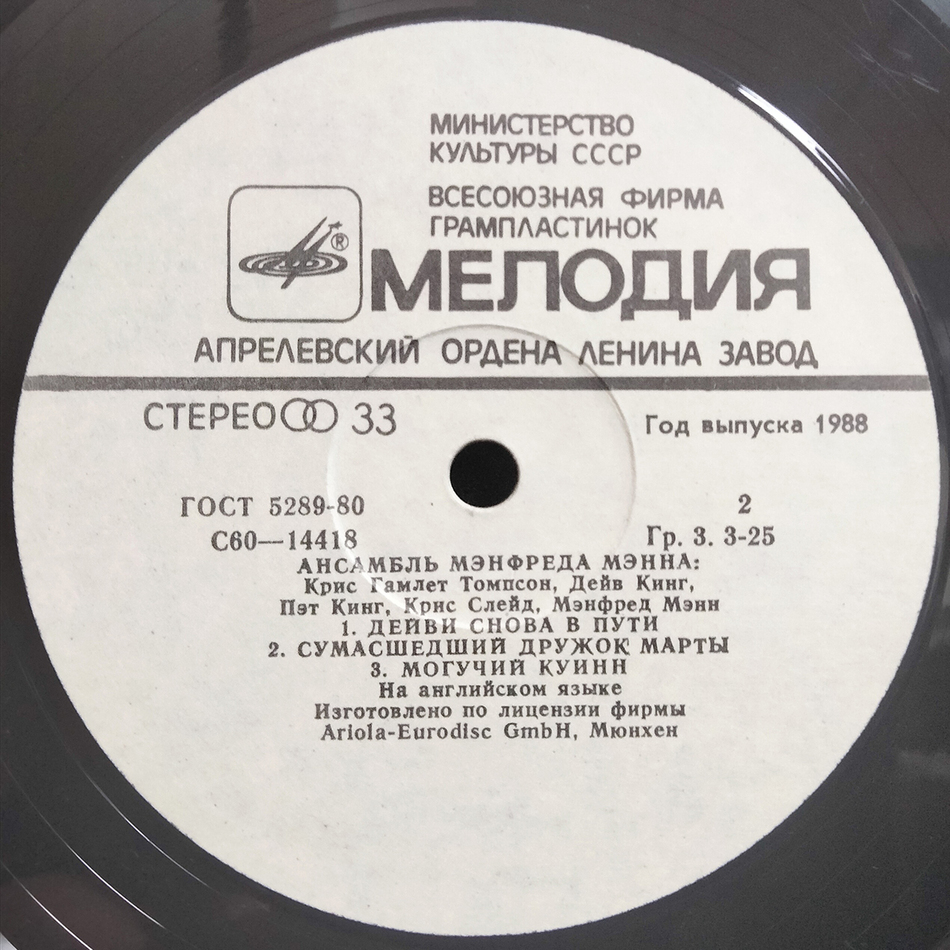 МИНИСТЕРСТВО
КУЛЬТУРЫ СССР
ВСЕСОЮЗНАЯ ФИРМА
ГРАМПЛАСТИНОК
®
МЕЛОДИЯ
АПРЕЛЕВСКИЙ ОРДЕНА ЛЕНИНА ЗАВОД
СТЕРЕО 33
Год выпуска 1988
ГОСТ 5289-80 2
С60—14418 Гр. 3. 3-25
АНСАМБЛЬ МЭНФРЕДА МЭННА:
Крис Гамлет Томпсон, Дейв Кинг,
Пэт Кинг, Крис Слейд, Мэнфред Мэнн
1. ДЕЙВИ СНОВА В ПУТИ
2. СУМАСШЕДШИЙ ДРУЖОК МАРТЫ
3. МОГУЧИЙ КУИНН
На английском языке
Изготовлено по лицензии фирмы
Ariola-Eurodisc GmbH, Мюнхен